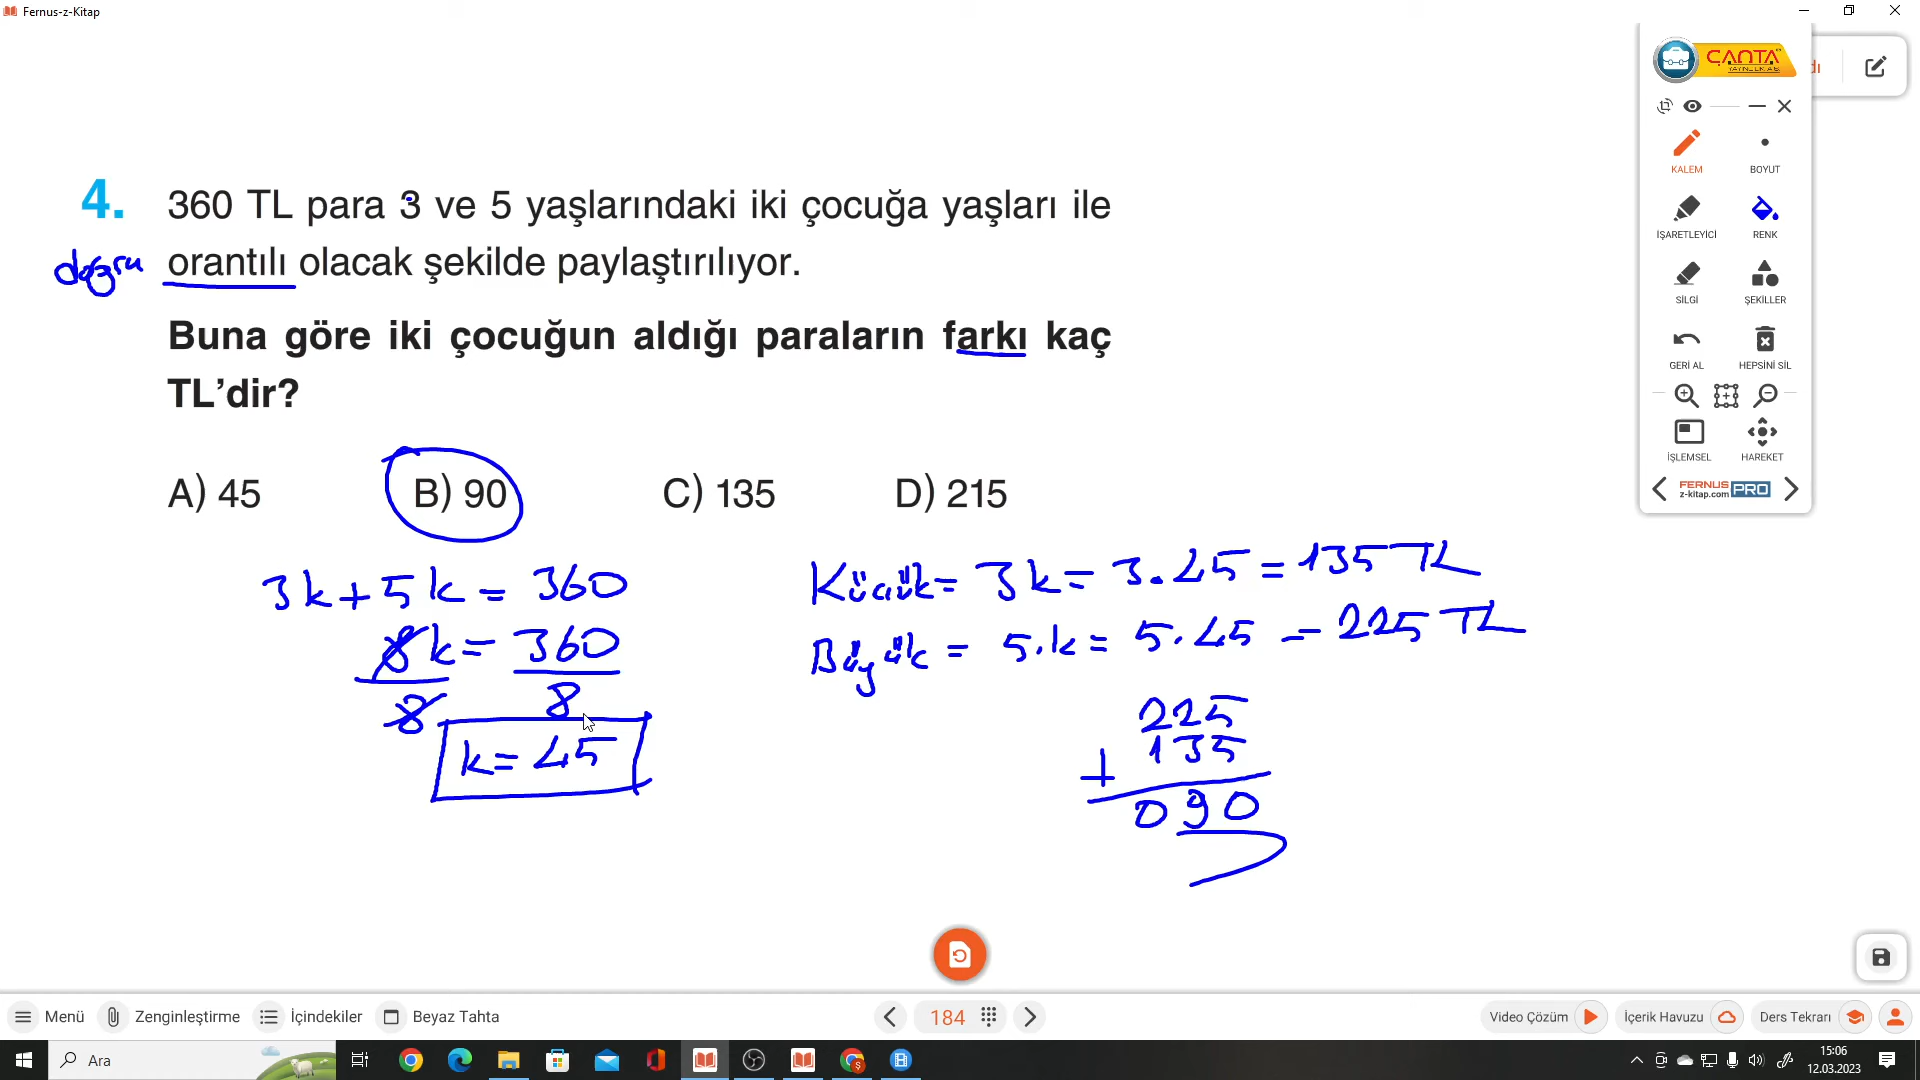 Fernus-z-Kitap
ÇANTA
YAYINLARI
dı
KALEM
BOYUT
İŞARETLEYİCİ
RENK
SİLGİ
ŞEKİLLER
GERİ AL
HEPSİNİ SİL
İŞLEMSEL
HAREKET
FERNUS
z-kitap.com PRO
4. 360 TL para 3 ve 5 yaşlarındaki iki çocuğa yaşları ile
doğru orantılı olacak şekilde paylaştırılıyor.
Buna göre iki çocuğun aldığı paraların farkı kaç
TL’dir?
A) 45 B) 90 C) 135 D) 215
3k+5k = 360
8k = 360
8 8
k = 45
Küçük = 3k = 3.45 = 135 TL
Büyük = 5.k = 5.45 = 225 TL
225
+ 135
090
Menü Zenginleştirme İçindekiler Beyaz Tahta 184 Video Çözüm İçerik Havuzu Ders Tekrarı
Ara
15:06
12.03.2023